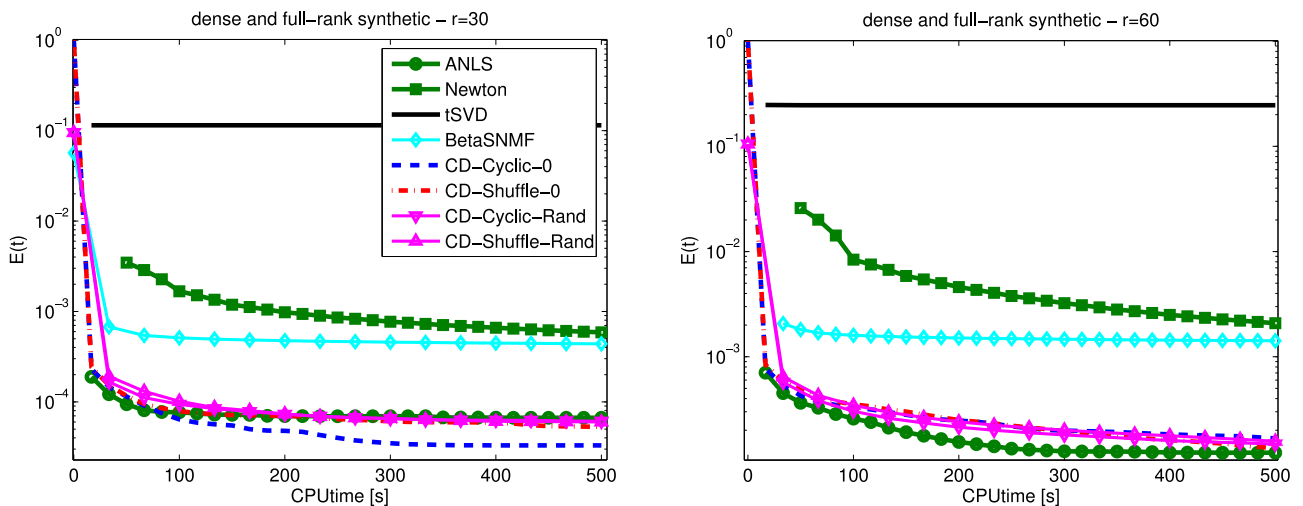 dense and full−rank synthetic − r=30
10^0
10^−1
10^−2
10^−3
10^−4
E(t)
0
100
200
300
400
500
CPUtime [s]
ANLS
Newton
tSVD
BetaSNMF
CD−Cyclic−0
CD−Shuffle−0
CD−Cyclic−Rand
CD−Shuffle−Rand
dense and full−rank synthetic − r=60
10^0
10^−1
10^−2
10^−3
E(t)
0
100
200
300
400
500
CPUtime [s]